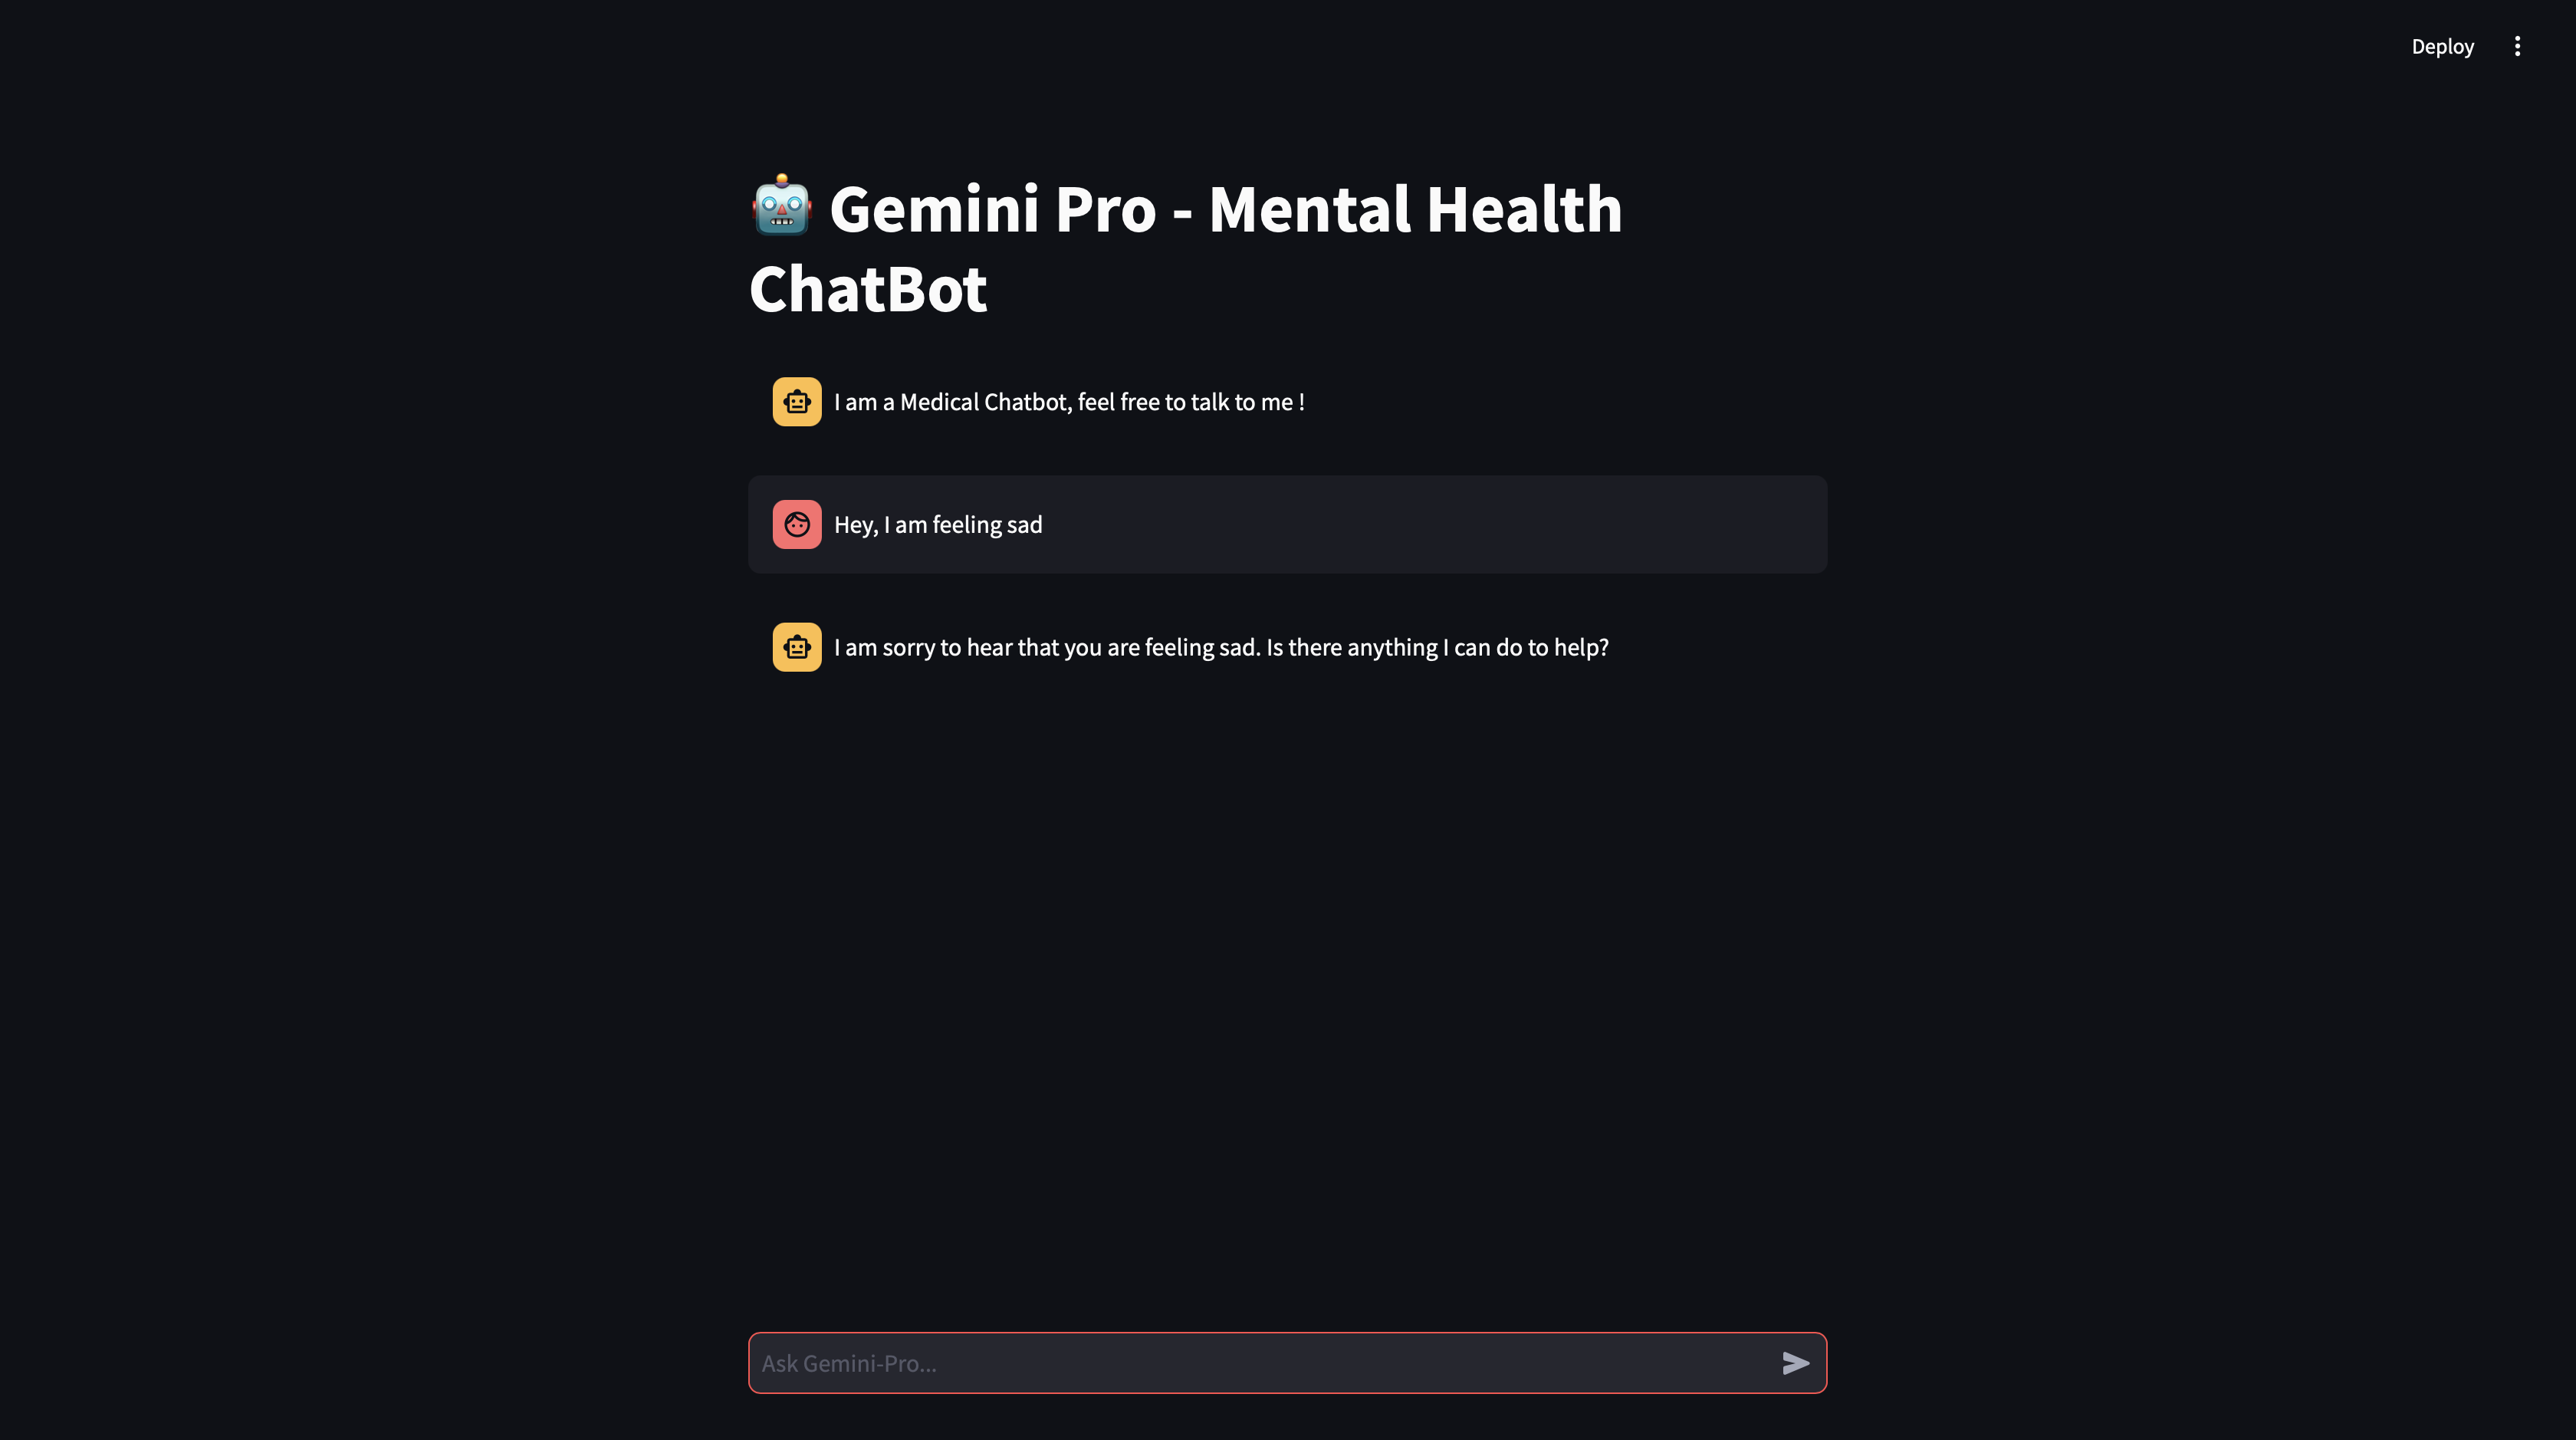 Deploy
🤖 Gemini Pro - Mental Health
ChatBot
I am a Medical Chatbot, feel free to talk to me !
Hey, I am feeling sad
I am sorry to hear that you are feeling sad. Is there anything I can do to help?
Ask Gemini-Pro...